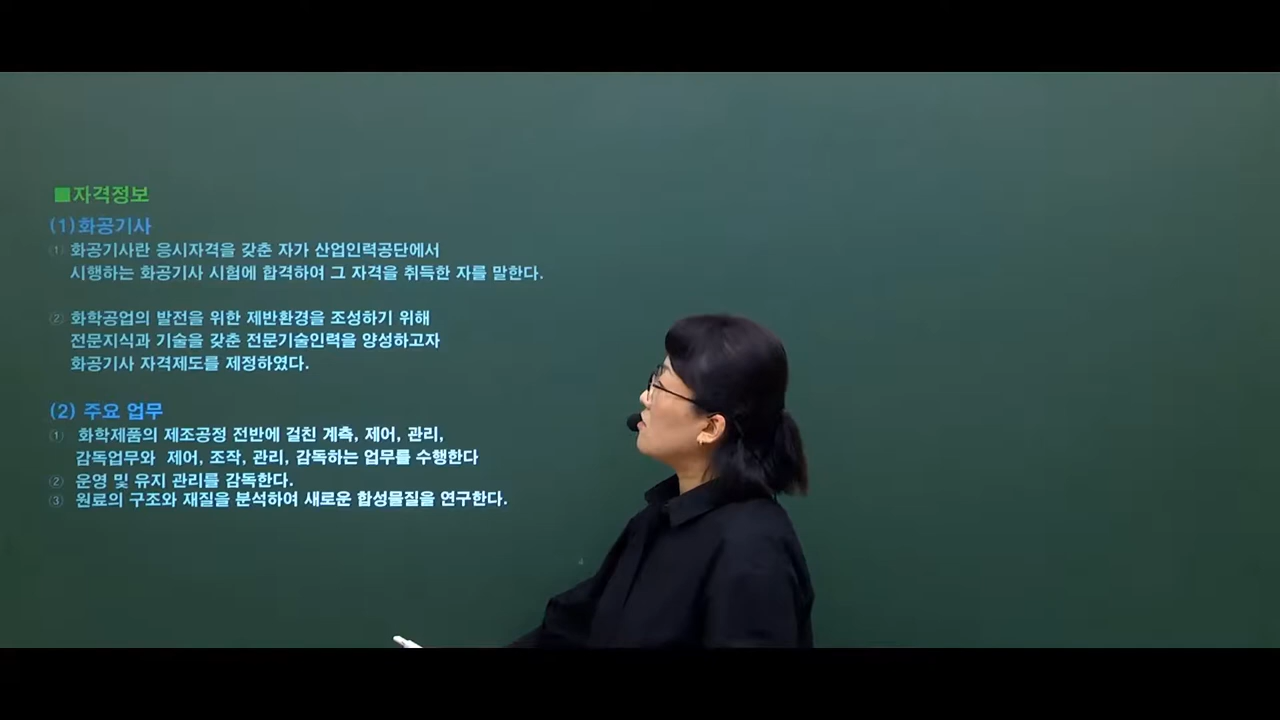 ■자격정보
(1)화공기사
① 화공기사란 응시자격을 갖춘 자가 산업인력공단에서
시행하는 화공기사 시험에 합격하여 그 자격을 취득한 자를 말한다.
② 화학공업의 발전을 위한 제반환경을 조성하기 위해
전문지식과 기술을 갖춘 전문기술인력을 양성하고자
화공기사 자격제도를 제정하였다.
(2) 주요 업무
① 화학제품의 제조공정 전반에 걸친 계측, 제어, 관리,
감독업무와 제어, 조작, 관리, 감독하는 업무를 수행한다
② 운영 및 유지 관리를 감독한다.
③ 원료의 구조와 재질을 분석하여 새로운 합성물질을 연구한다.